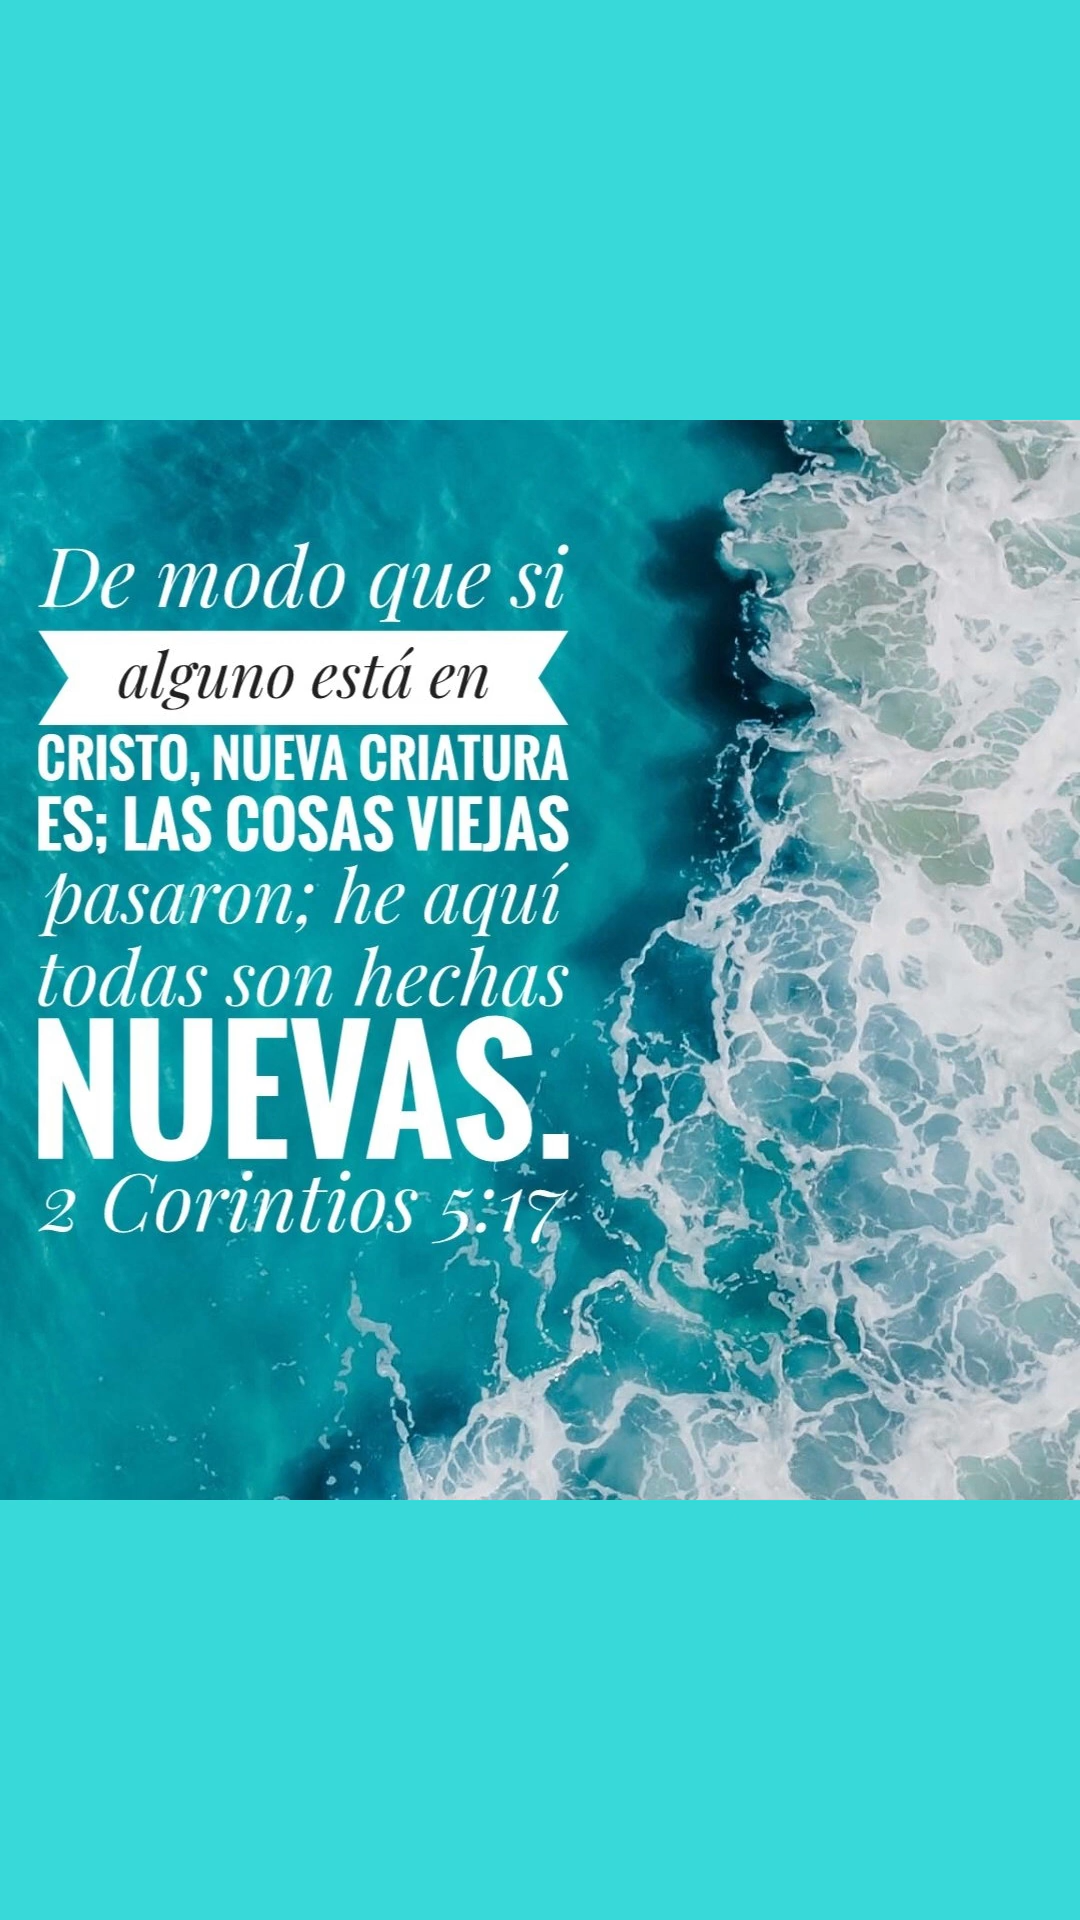 De modo que si
alguno está en
CRISTO, NUEVA CRIATURA
ES; LAS COSAS VIEJAS
pasaron; he aquí
todas son hechas
NUEVAS.
2 Corintios 5:17